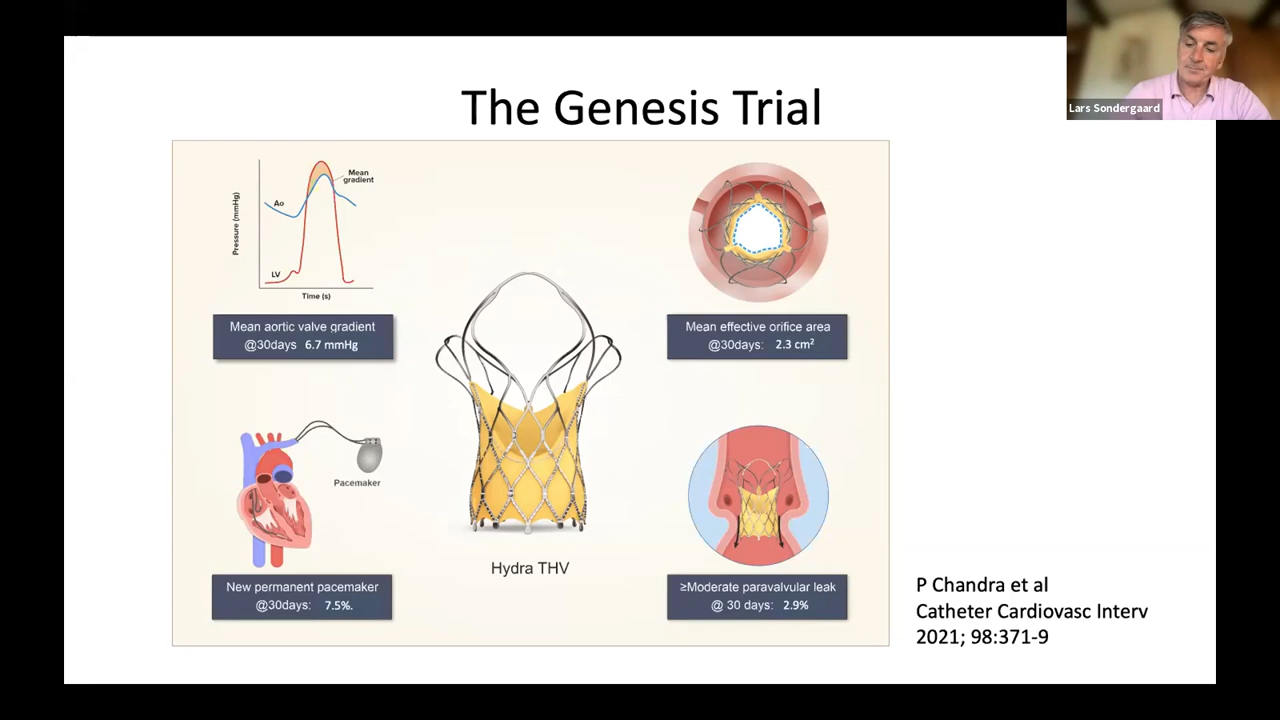 Lars Sondergaard
The Genesis Trial
Pressure (mmHg)
Mean
gradient
Ao
LV
Time (s)
Mean aortic valve gradient
@30days 6.7 mmHg
Mean effective orifice area
@30days: 2.3 cm²
Pacemaker
New permanent pacemaker
@30days: 7.5%.
Hydra THV
≥Moderate paravalvular leak
@ 30 days: 2.9%
P Chandra et al
Catheter Cardiovasc Interv
2021; 98:371-9